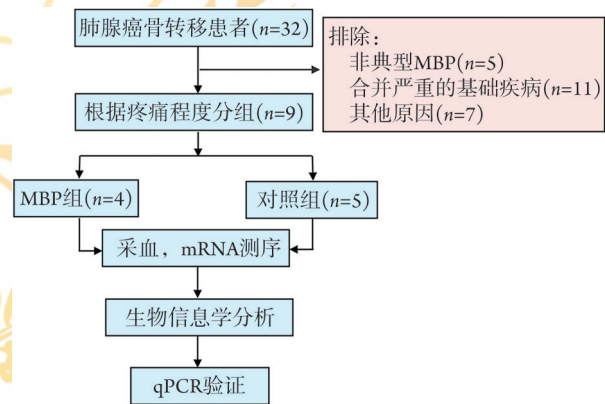 肺腺癌骨转移患者(n=32)
排除：
非典型MBP(n=5)
合并严重的基础疾病(n=11)
其他原因(n=7)
根据疼痛程度分组(n=9)
MBP组(n=4)
对照组(n=5)
采血，mRNA测序
生物信息学分析
qPCR验证